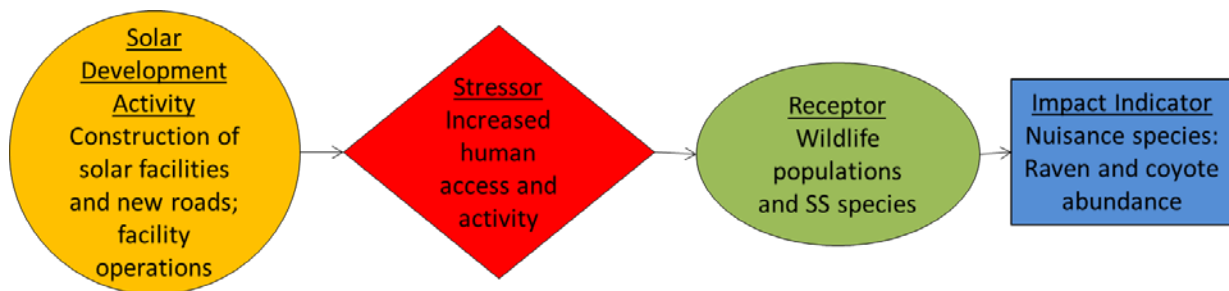 Solar
Development
Activity
Construction of
solar facilities
and new roads;
facility
operations
Stressor
Increased
human
access and
activity
Receptor
Wildlife
populations
and SS species
Impact Indicator
Nuisance species:
Raven and coyote
abundance